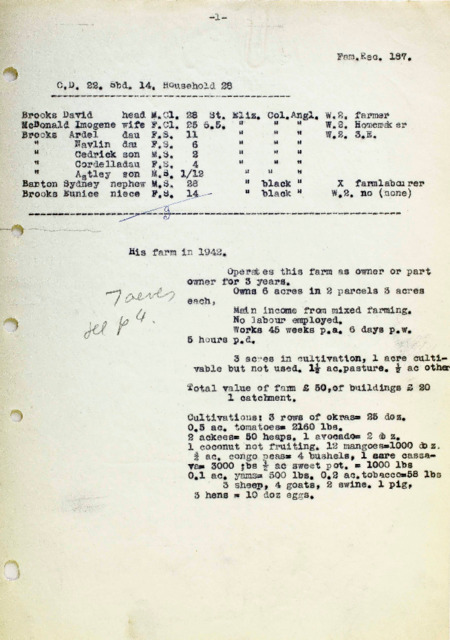 -1-
Fam.Rec. 187.
C.D. 22. Sbd. 14, Household 28
Brooks David head M.Cl. 28 St. Eliz. Col.Angl. W.2. farmer
McDonald Imogene wife F.Cl. 25 S.S. " " " W.2. Homemaker
Brooks Ardel dau F.S. 11 " " " W.2. 3.E.
" Navlin dau F.S. 6 " " "
" Cedrick son M.S. 2 " " "
" Cordelladau F.S. 4 " " "
" Astley son M.S. 1/12 " " "
Barton Sydney nephew M.S. 28 " black " X farmlabourer
Brooks Eunice niece F.S. 14 " black " W.2. no (none)
9
His farm in 1942.
Operates this farm as owner or part
owner for 3 years.
Owns 6 acres in 2 parcels 3 acres
each,
Main income from mixed farming.
No labour employed.
Works 45 weeks p.a. 6 days p.w.
5 hours p.d.
7 acres
see p 4.
3 acres in cultivation, 1 acre culti-
vable but not used. 1½ ac.pasture. ½ ac other
Total value of farm £ 50,of buildings £ 20
1 catchment.
Cultivations: 3 rows of okras= 25 doz.
0.5 ac. tomatoes= 2160 lbs.
2 ackees= 50 heaps. 1 avocado= 2 doz.
1 coconut not fruiting. 12 mangoes=1000 doz.
ac. congo peas= 4 bushels, 1 aare cassa-
va= 3000 ;bs ac sweet pot. = 1000 lbs
0.1 ac. yams= 500 lbs. 0.2 ac.tobacco=58 lbs
3 sheep, 4 goats, 2 swine. 1 pig,
3 hens = 10 doz eggs.